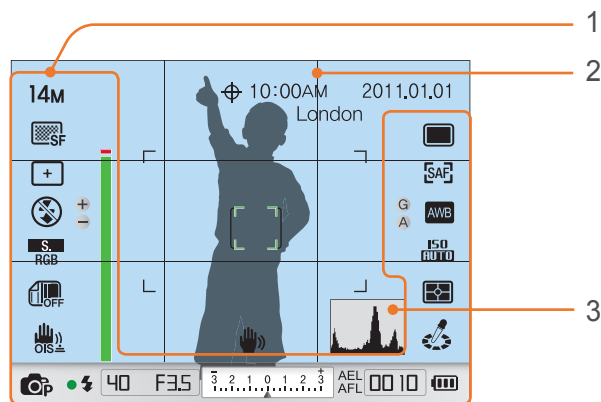 1
2
14M
10:00AM 2011.01.01
London
SF
SAF
G
A
AWB
S.
RGB
ISO
AUTO
OFF
OIS
3
P
40 F3.5
3 2 1 0 1 2 3
AEL
AFL
0010